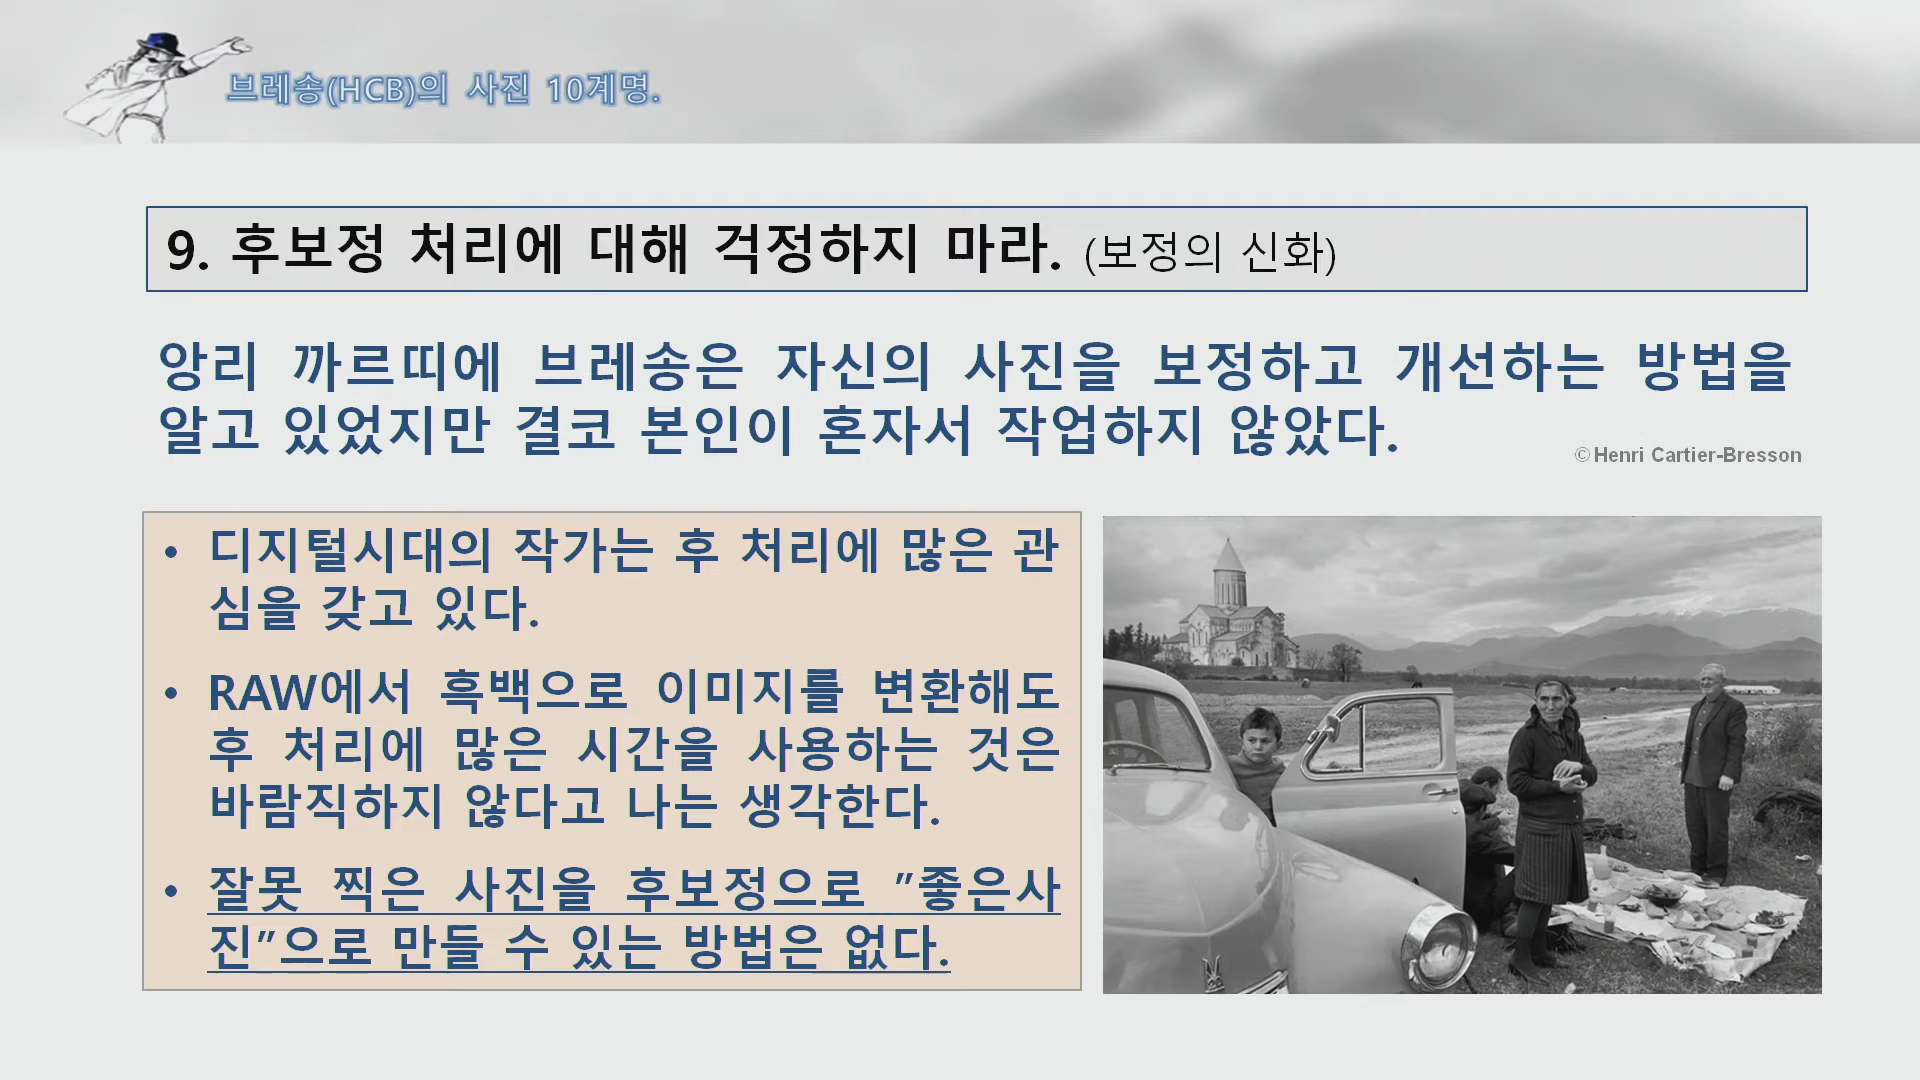 브레송(HCB)의 사진 10계명.
9. 후보정 처리에 대해 걱정하지 마라. (보정의 신화)
앙리 까르띠에 브레송은 자신의 사진을 보정하고 개선하는 방법을
알고 있었지만 결코 본인이 혼자서 작업하지 않았다.
©Henri Cartier-Bresson
• 디지털시대의 작가는 후 처리에 많은 관
심을 갖고 있다.
• RAW에서 흑백으로 이미지를 변환해도
후 처리에 많은 시간을 사용하는 것은
바람직하지 않다고 나는 생각한다.
• 잘못 찍은 사진을 후보정으로 ″좋은사
진″으로 만들 수 있는 방법은 없다.